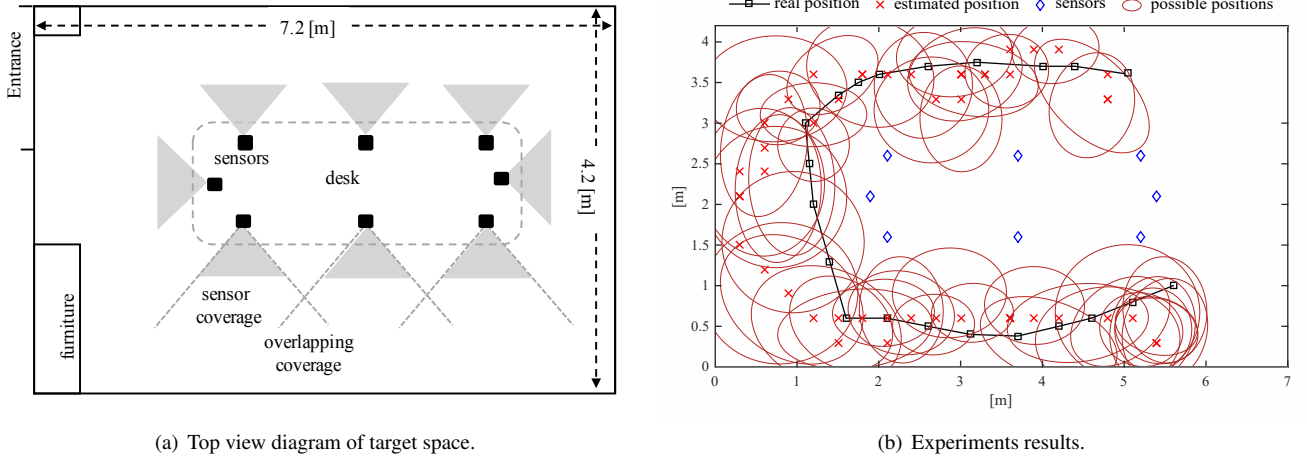 7.2 [m]
Entrance
sensors
desk
4.2 [m]
furniture
sensor
coverage
overlapping
coverage
(a) Top view diagram of target space.
real position estimated position sensors possible positions
4
3.5
3
2.5
2
1.5
1
0.5
0
[m]
0 1 2 3 4 5 6 7
[m]
(b) Experiments results.